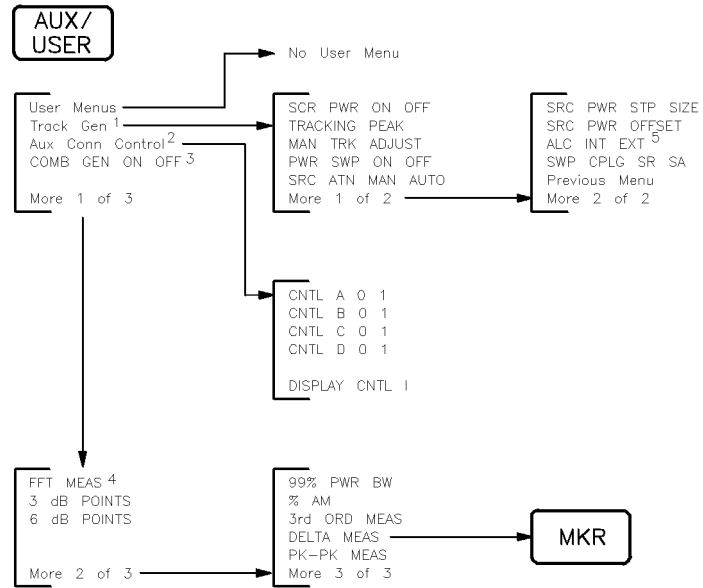 AUX/
USER
No User Menu
User Menus
Track Gen 1
Aux Conn Control 2
COMB GEN ON OFF 3
More 1 of 3
SCR PWR ON OFF
TRACKING PEAK
MAN TRK ADJUST
PWR SWP ON OFF
SRC ATN MAN AUTO
More 1 of 2
SRC PWR STP SIZE
SRC PWR OFFSET
ALC INT EXT 5
SWP CPLG SR SA
Previous Menu
More 2 of 2
CNTL A 0 1
CNTL B 0 1
CNTL C 0 1
CNTL D 0 1
DISPLAY CNTL I
FFT MEAS 4
3 dB POINTS
6 dB POINTS
More 2 of 3
99% PWR BW
% AM
3rd ORD MEAS
DELTA MEAS
PK-PK MEAS
More 3 of 3
MKR